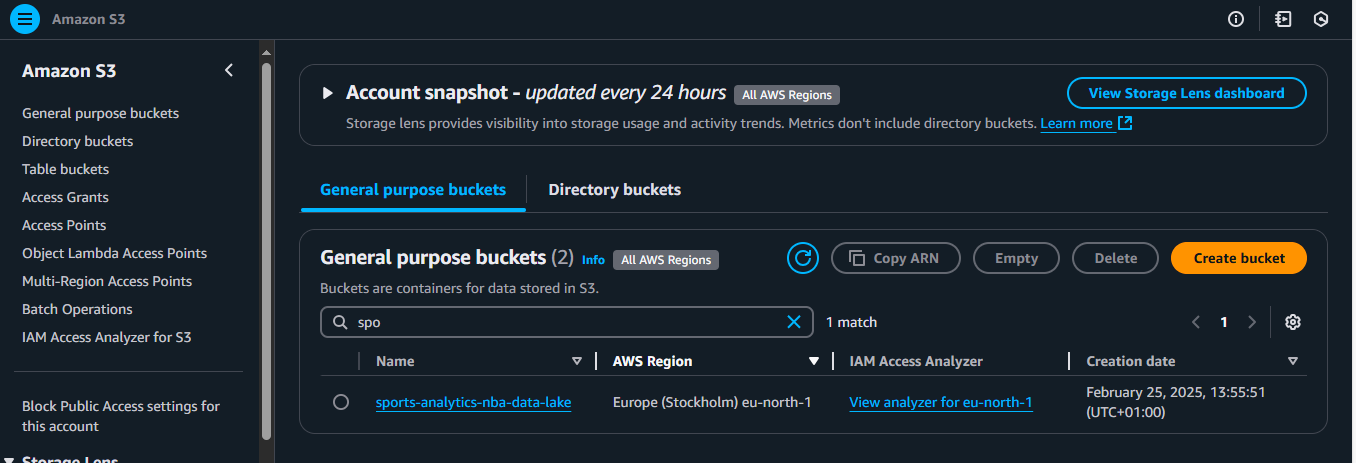 Amazon S3
Amazon S3
General purpose buckets
Directory buckets
Table buckets
Access Grants
Access Points
Object Lambda Access Points
Multi-Region Access Points
Batch Operations
IAM Access Analyzer for S3
Block Public Access settings for
this account
Storage Lens
Account snapshot - updated every 24 hours All AWS Regions
View Storage Lens dashboard
Storage lens provides visibility into storage usage and activity trends. Metrics don't include directory buckets. Learn more
General purpose buckets Directory buckets
General purpose buckets (2) Info All AWS Regions
Copy ARN Empty Delete Create bucket
Buckets are containers for data stored in S3.
spo 1 match 1
Name AWS Region IAM Access Analyzer Creation date
sports-analytics-nba-data-lake Europe (Stockholm) eu-north-1 View analyzer for eu-north-1 February 25, 2025, 13:55:51
(UTC+01:00)